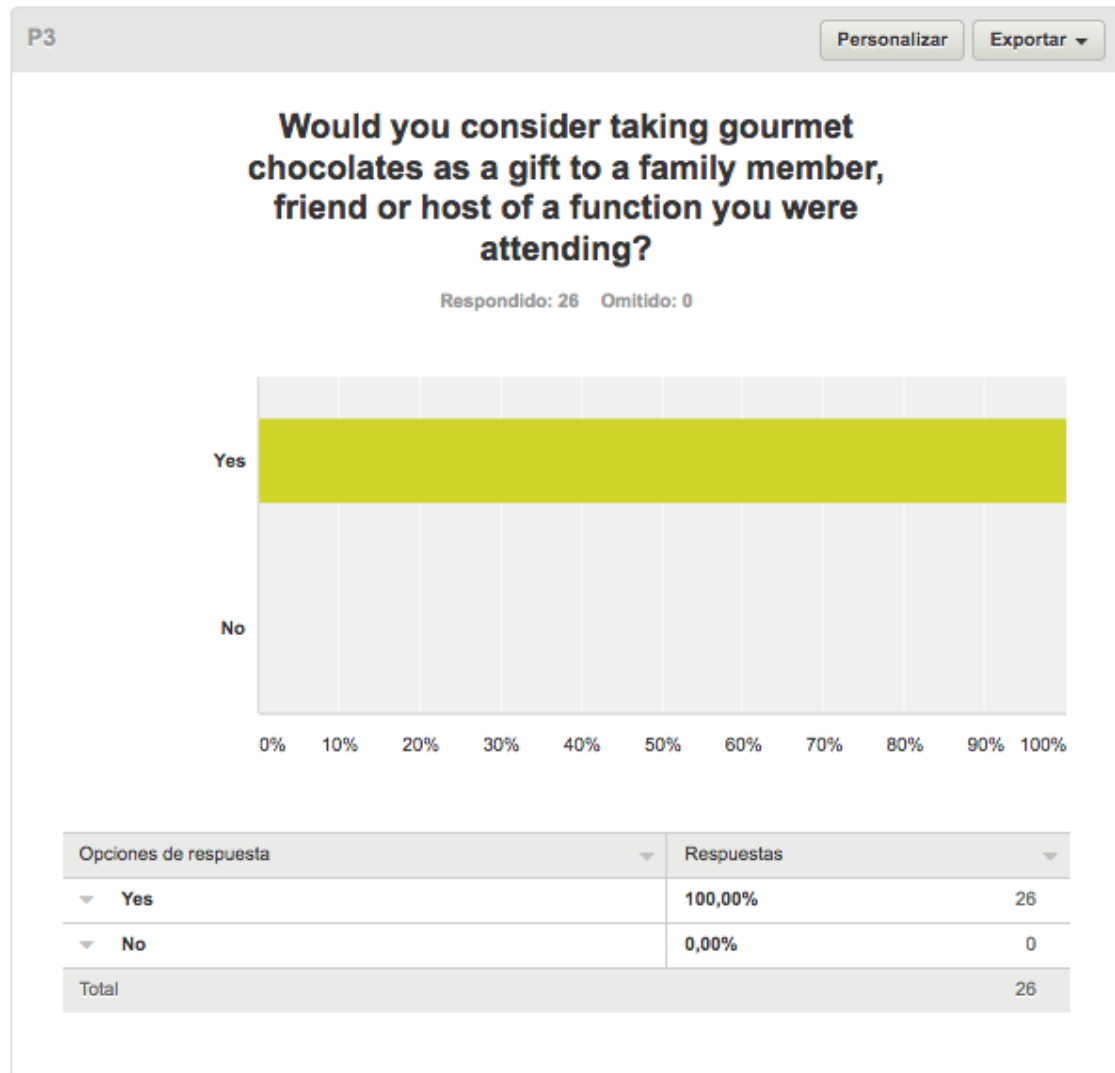 P3
Personalizar
Exportar
Would you consider taking gourmet
chocolates as a gift to a family member,
friend or host of a function you were
attending?
Respondido: 26 Omitido: 0
Yes
No
0% 10% 20% 30% 40% 50% 60% 70% 80% 90% 100%
Opciones de respuesta Respuestas
Yes 100,00% 26
No 0,00% 0
Total 26